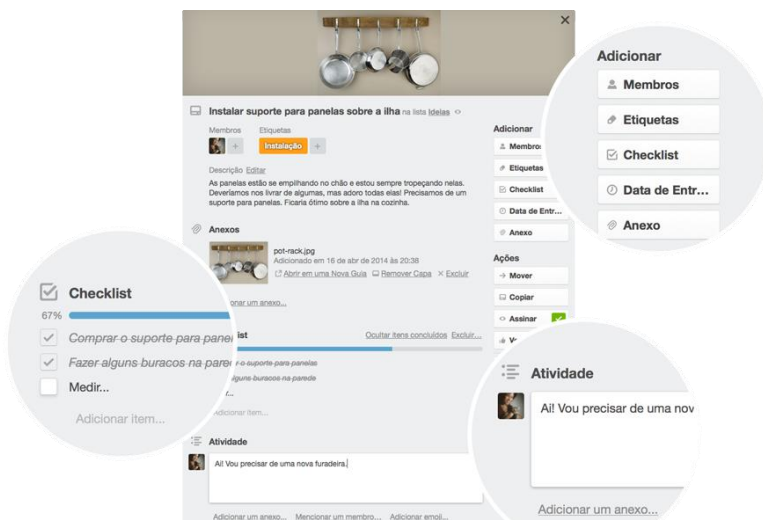 Instalar suporte para panelas sobre a ilha na lista Ideias
Membros
Etiquetas
Instalação
Descrição Editar
As panelas estão se empilhando no chão e estou sempre tropeçando nelas.
Deveríamos nos livrar de algumas, mas adoro todas elas! Precisamos de um
suporte para panelas. Ficaria ótimo sobre a ilha na cozinha.
Anexos
pot-rack.jpg
Adicionado em 16 de abr de 2014 às 20:38
Abrir em uma Nova Guia Remover Capa Excluir
Adicionar um anexo...
Ocultar itens concluídos Excluir...
o suporte para panelas
alguns buracos na parede
Adicionar item...
Atividade
Ai! Vou precisar de uma nova furadeira.
Adicionar um anexo... Mencionar um membro... Adicionar emoji...
Adicionar
Membro
Etiquetas
Checklist
Data de Entr...
Anexo
Ações
Mover
Copiar
Assinar
Adicionar
Membros
Etiquetas
Checklist
Data de Entr...
Anexo
Checklist
67%
Comprar o suporte para pane
Fazer alguns buracos na pared
Medir...
Adicionar item...
Atividade
Ai! Vou precisar de uma nov
Adicionar um anexo...